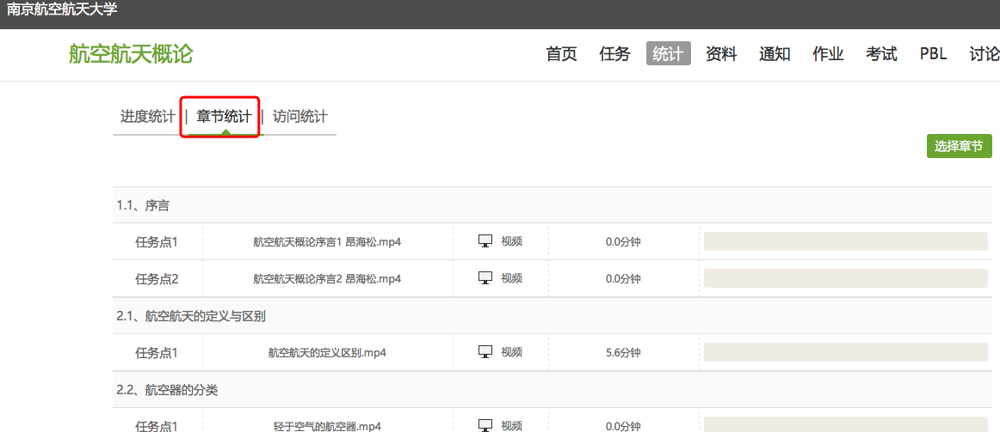 南京航空航天大学
航空航天概论 首页 任务 统计 资料 通知 作业 考试 PBL 讨论
进度统计 | 章节统计 | 访问统计
选择章节
1.1、序言
任务点1 航空航天概论序言1 昂海松.mp4 视频 0.0分钟
任务点2 航空航天概论序言2 昂海松.mp4 视频 0.0分钟
2.1、航空航天的定义与区别
任务点1 航空航天的定义区别.mp4 视频 5.6分钟
2.2、航空器的分类
任务点1 轻于空气的航空器.mp4 视频 0.0分钟